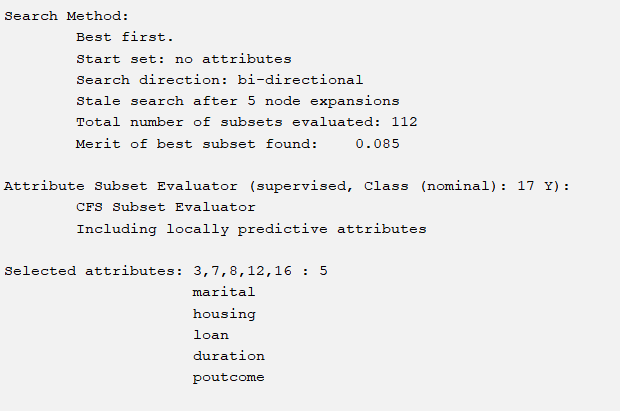 Search Method:
Best first.
Start set: no attributes
Search direction: bi-directional
Stale search after 5 node expansions
Total number of subsets evaluated: 112
Merit of best subset found:    0.085
Attribute Subset Evaluator (supervised, Class (nominal): 17 Y):
CFS Subset Evaluator
Including locally predictive attributes
Selected attributes: 3,7,8,12,16 : 5
marital
housing
loan
duration
poutcome